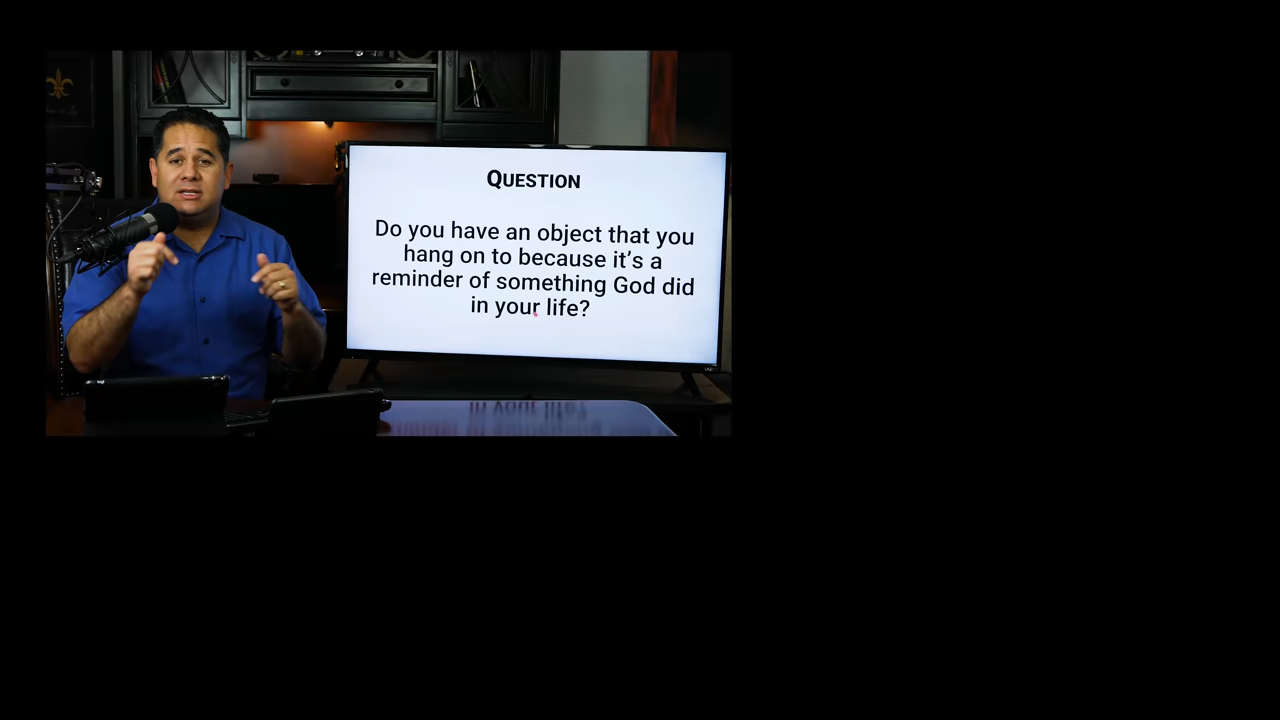 QUESTION
Do you have an object that you
hang on to because it’s a
reminder of something God did
in your life?